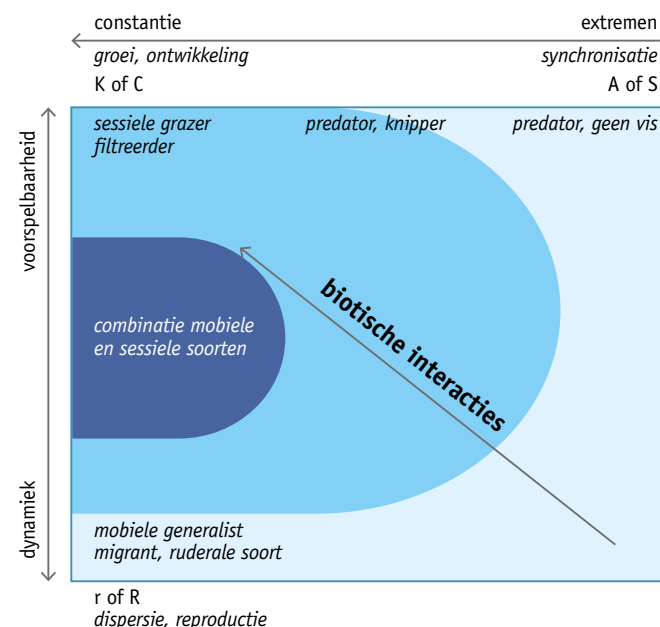 constantie
extremen
groei, ontwikkeling
synchronisatie
K of C
A of S
sessiele grazer
filtreerder
predator, knipper
predator, geen vis
voorspelbaarheid
biotische interacties
combinatie mobiele
en sessiele soorten
dynamiek
mobiele generalist
migrant, ruderale soort
r of R
dispersie, reproductie